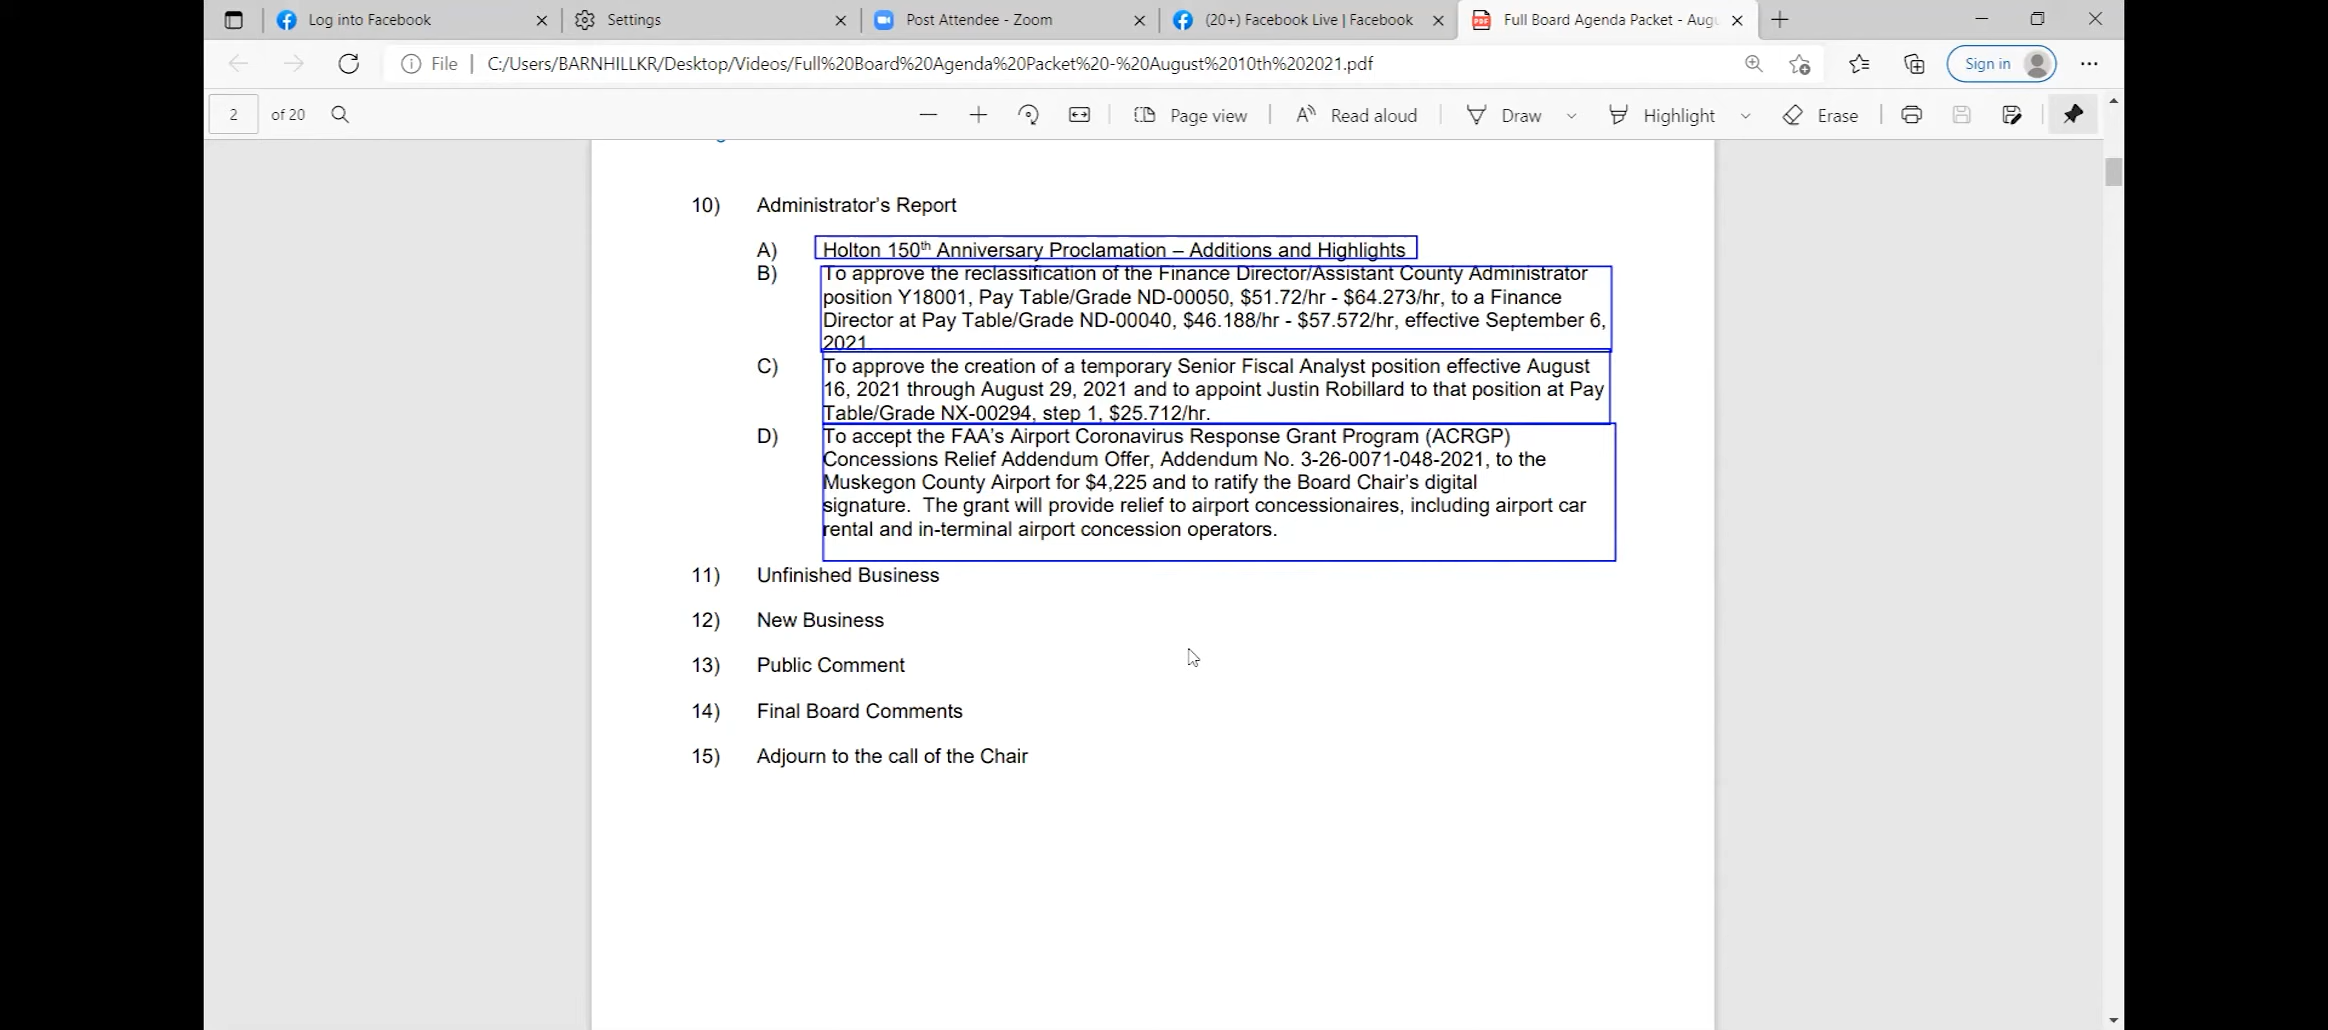 Log into Facebook
Settings
Post Attendee - Zoom
(20+) Facebook Live | Facebook
Full Board Agenda Packet - Augu
File
C:/Users/BARNHILLKR/Desktop/Videos/Full%20Board%20Agenda%20Packet%20-%20August%2010th%202021.pdf
Sign in
2 of 20
Page view
Read aloud
Draw
Highlight
Erase
10) Administrator's Report
A) Holton 150th Anniversary Proclamation – Additions and Highlights
B) To approve the reclassification of the Finance Director/Assistant County Administrator
position Y18001, Pay Table/Grade ND-00050, $51.72/hr - $64.273/hr, to a Finance
Director at Pay Table/Grade ND-00040, $46.188/hr - $57.572/hr, effective September 6,
2021.
C) To approve the creation of a temporary Senior Fiscal Analyst position effective August
16, 2021 through August 29, 2021 and to appoint Justin Robillard to that position at Pay
Table/Grade NX-00294, step 1, $25.712/hr.
D) To accept the FAA's Airport Coronavirus Response Grant Program (ACRGP)
Concessions Relief Addendum Offer, Addendum No. 3-26-0071-048-2021, to the
Muskegon County Airport for $4,225 and to ratify the Board Chair's digital
signature. The grant will provide relief to airport concessionaires, including airport car
rental and in-terminal airport concession operators.
11) Unfinished Business
12) New Business
13) Public Comment
14) Final Board Comments
15) Adjourn to the call of the Chair